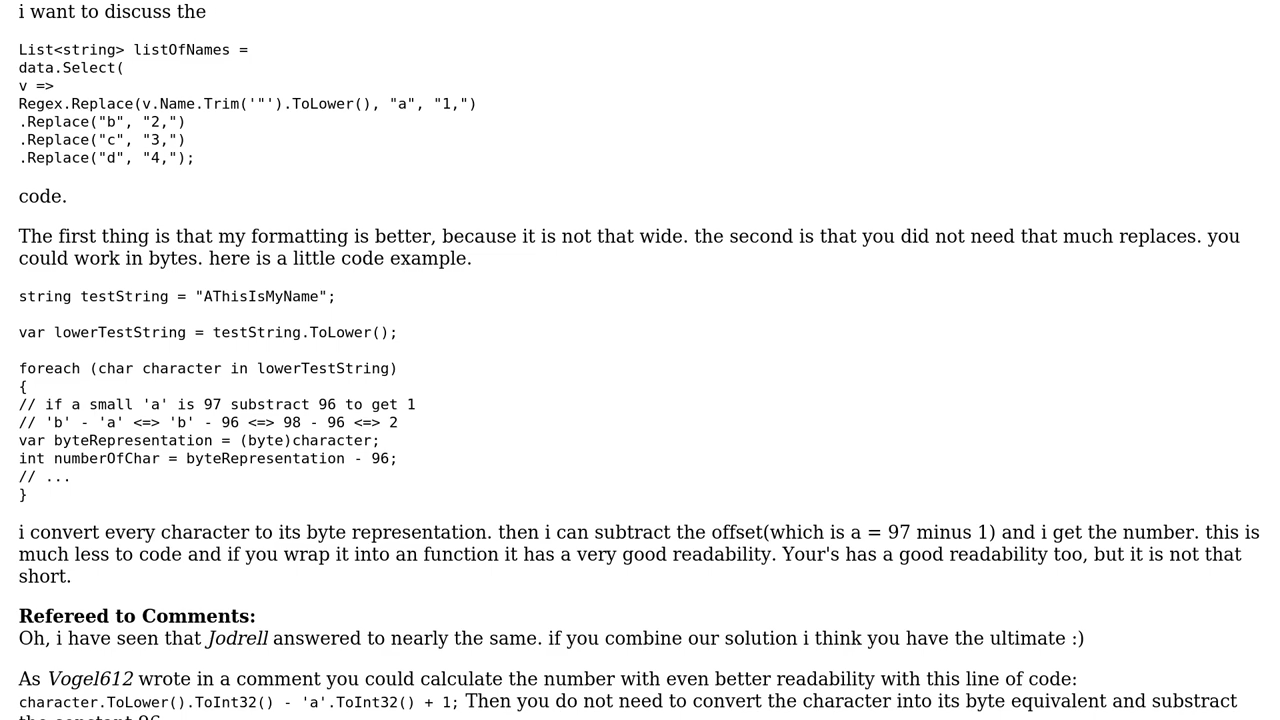 i want to discuss the
List<string> listOfNames =
data.Select(
v =>
Regex.Replace(v.Name.Trim('"').ToLower(), "a", "1,")
.Replace("b", "2,")
.Replace("c", "3,")
.Replace("d", "4,");
code.
The first thing is that my formatting is better, because it is not that wide. the second is that you did not need that much replaces. you
could work in bytes. here is a little code example.
string testString = "AThisIsMyName";
var lowerTestString = testString.ToLower();
foreach (char character in lowerTestString)
{
// if a small 'a' is 97 substract 96 to get 1
// 'b' - 'a' <=> 'b' - 96 <=> 98 - 96 <=> 2
var byteRepresentation = (byte)character;
int numberOfChar = byteRepresentation - 96;
// ...
}
i convert every character to its byte representation. then i can subtract the offset(which is a = 97 minus 1) and i get the number. this is
much less to code and if you wrap it into an function it has a very good readability. Your's has a good readability too, but it is not that
short.
Refereed to Comments:
Oh, i have seen that Jodrell answered to nearly the same. if you combine our solution i think you have the ultimate :)
As Vogel612 wrote in a comment you could calculate the number with even better readability with this line of code:
character.ToLower().ToInt32() - 'a'.ToInt32() + 1; Then you do not need to convert the character into its byte equivalent and substract
the constant 96